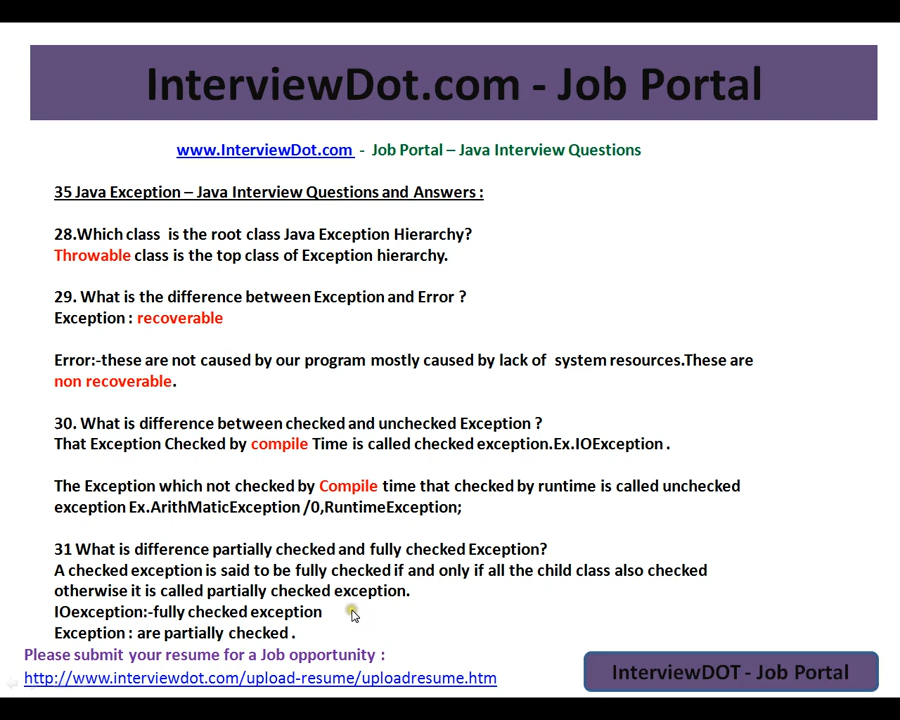 InterviewDot.com - Job Portal
www.InterviewDot.com - Job Portal – Java Interview Questions
35 Java Exception – Java Interview Questions and Answers :
28.Which class is the root class Java Exception Hierarchy?
Throwable class is the top class of Exception hierarchy.
29. What is the difference between Exception and Error ?
Exception : recoverable
Error:-these are not caused by our program mostly caused by lack of system resources.These are
non recoverable.
30. What is difference between checked and unchecked Exception ?
That Exception Checked by compile Time is called checked exception.Ex.IOException .
The Exception which not checked by Compile time that checked by runtime is called unchecked
exception Ex.ArithMaticException /0,RuntimeException;
31 What is difference partially checked and fully checked Exception?
A checked exception is said to be fully checked if and only if all the child class also checked
otherwise it is called partially checked exception.
IOexception:-fully checked exception
Exception : are partially checked .
Please submit your resume for a Job opportunity :
http://www.interviewdot.com/upload-resume/uploadresume.htm
InterviewDOT - Job Portal